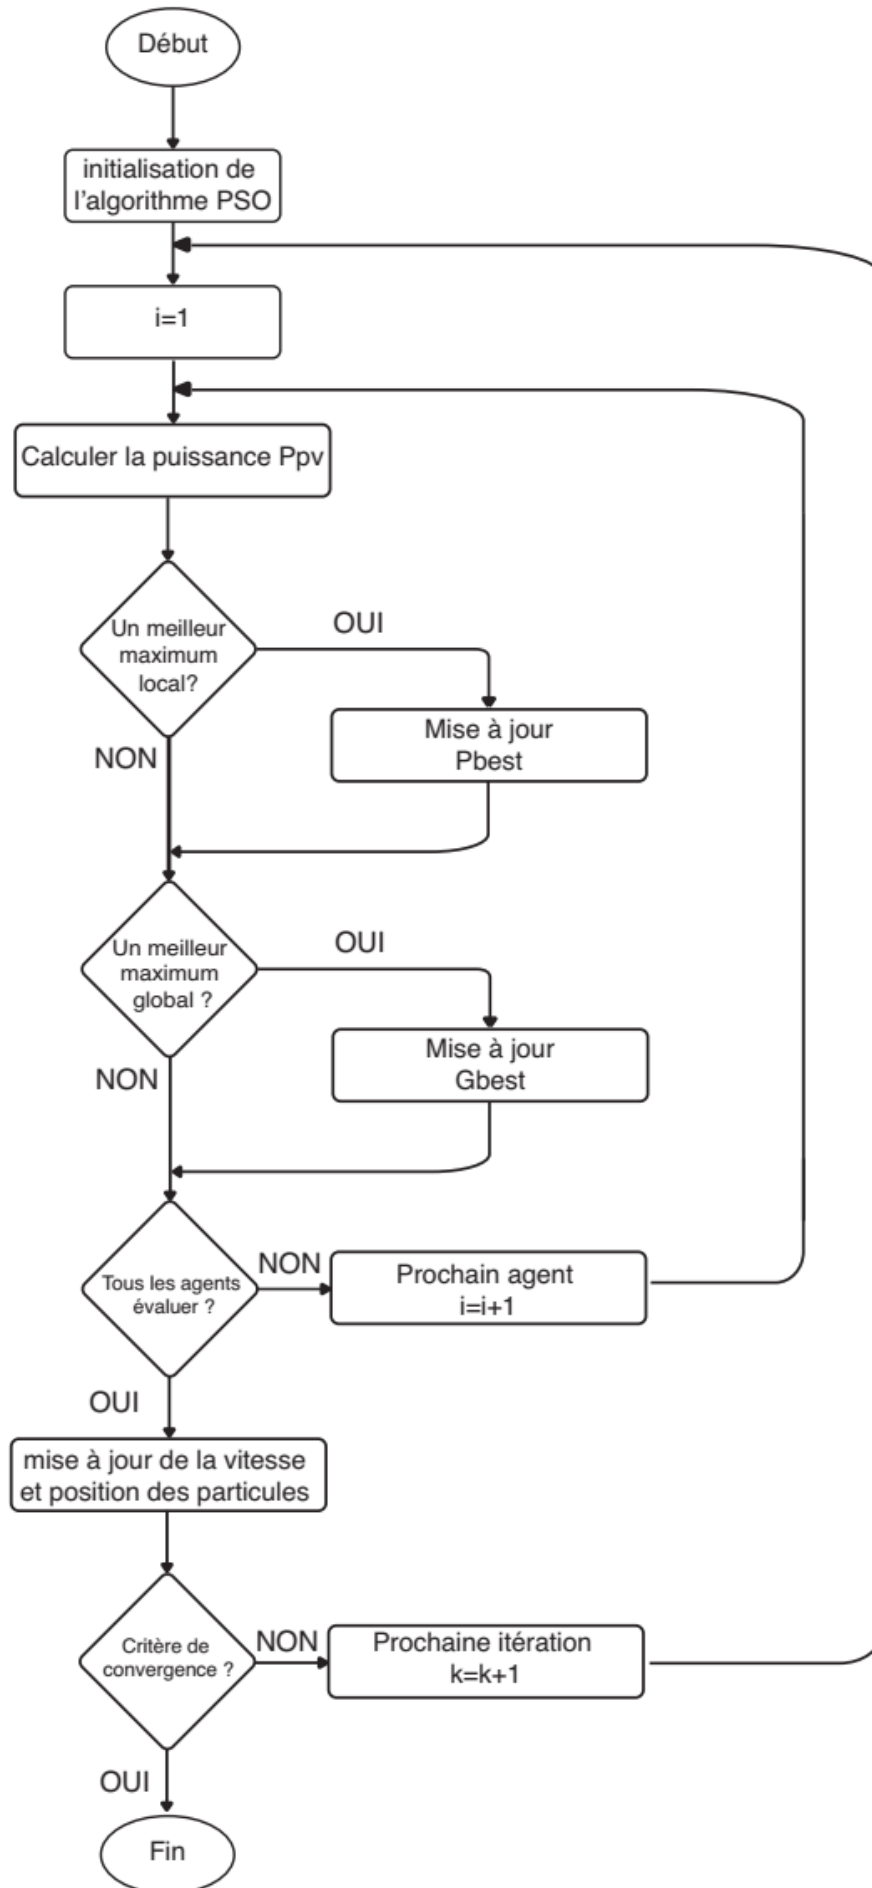 Début
initialisation de
l'algorithme PSO
i=1
Calculer la puissance Ppv
Un meilleur
maximum
local?
OUI
Mise à jour
Pbest
NON
Un meilleur
maximum
global ?
OUI
Mise à jour
Gbest
NON
Tous les agents
évaluer ?
NON
Prochain agent
i=i+1
OUI
mise à jour de la vitesse
et position des particules
Critère de
convergence ?
NON
Prochaine itération
k=k+1
OUI
Fin